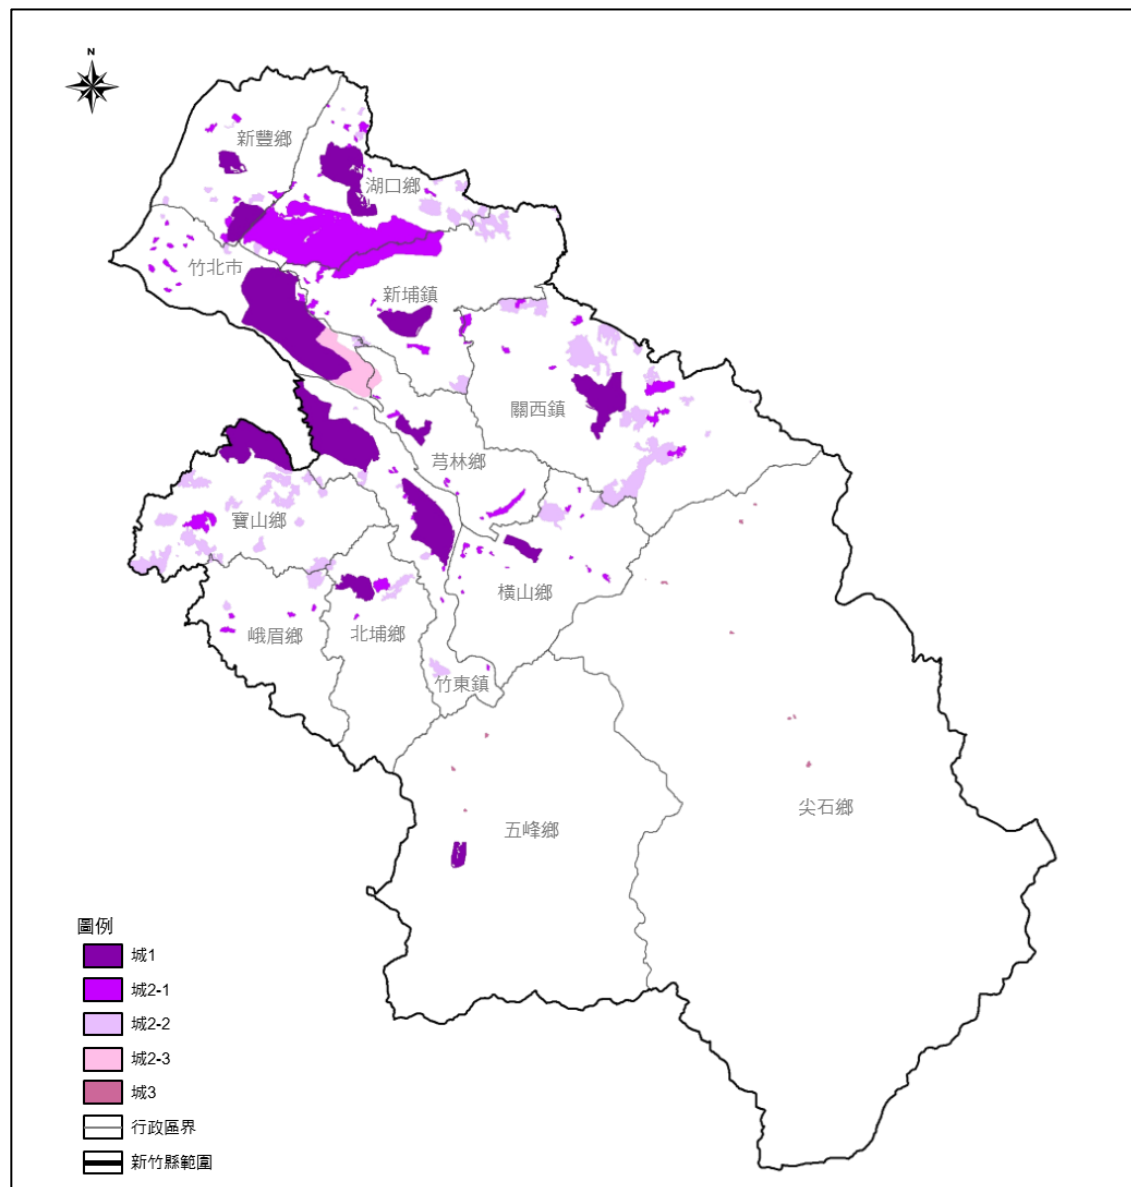 N
新豐鄉
湖口鄉
竹北市
新埔鎮
關西鎮
芎林鄉
寶山鄉
橫山鄉
峨眉鄉
北埔鄉
竹東鎮
尖石鄉
五峰鄉
圖例
城1
城2-1
城2-2
城2-3
城3
行政區界
新竹縣範圍